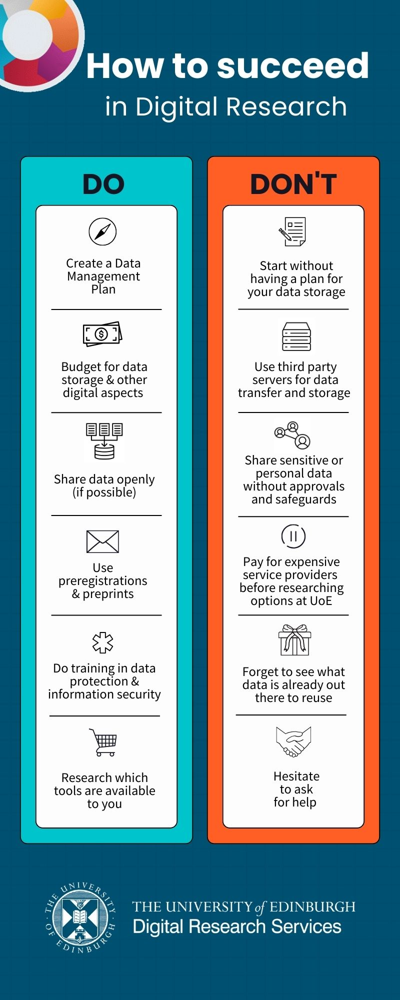 How to succeed
in Digital Research
DO
Create a Data
Management
Plan
Budget for data
storage & other
digital aspects
Share data openly
(if possible)
Use
preregistrations
& preprints
Do training in data
protection &
information security
Research which
tools are available
to you
DON'T
Start without
having a plan for
your data storage
Use third party
servers for data
transfer and storage
Share sensitive or
personal data
without approvals
and safeguards
Pay for expensive
service providers
before researching
options at UoE
Forget to see what
data is already out
there to reuse
Hesitate
to ask
for help
THE UNIVERSITY OF EDINBURGH
THE UNIVERSITY of EDINBURGH
Digital Research Services